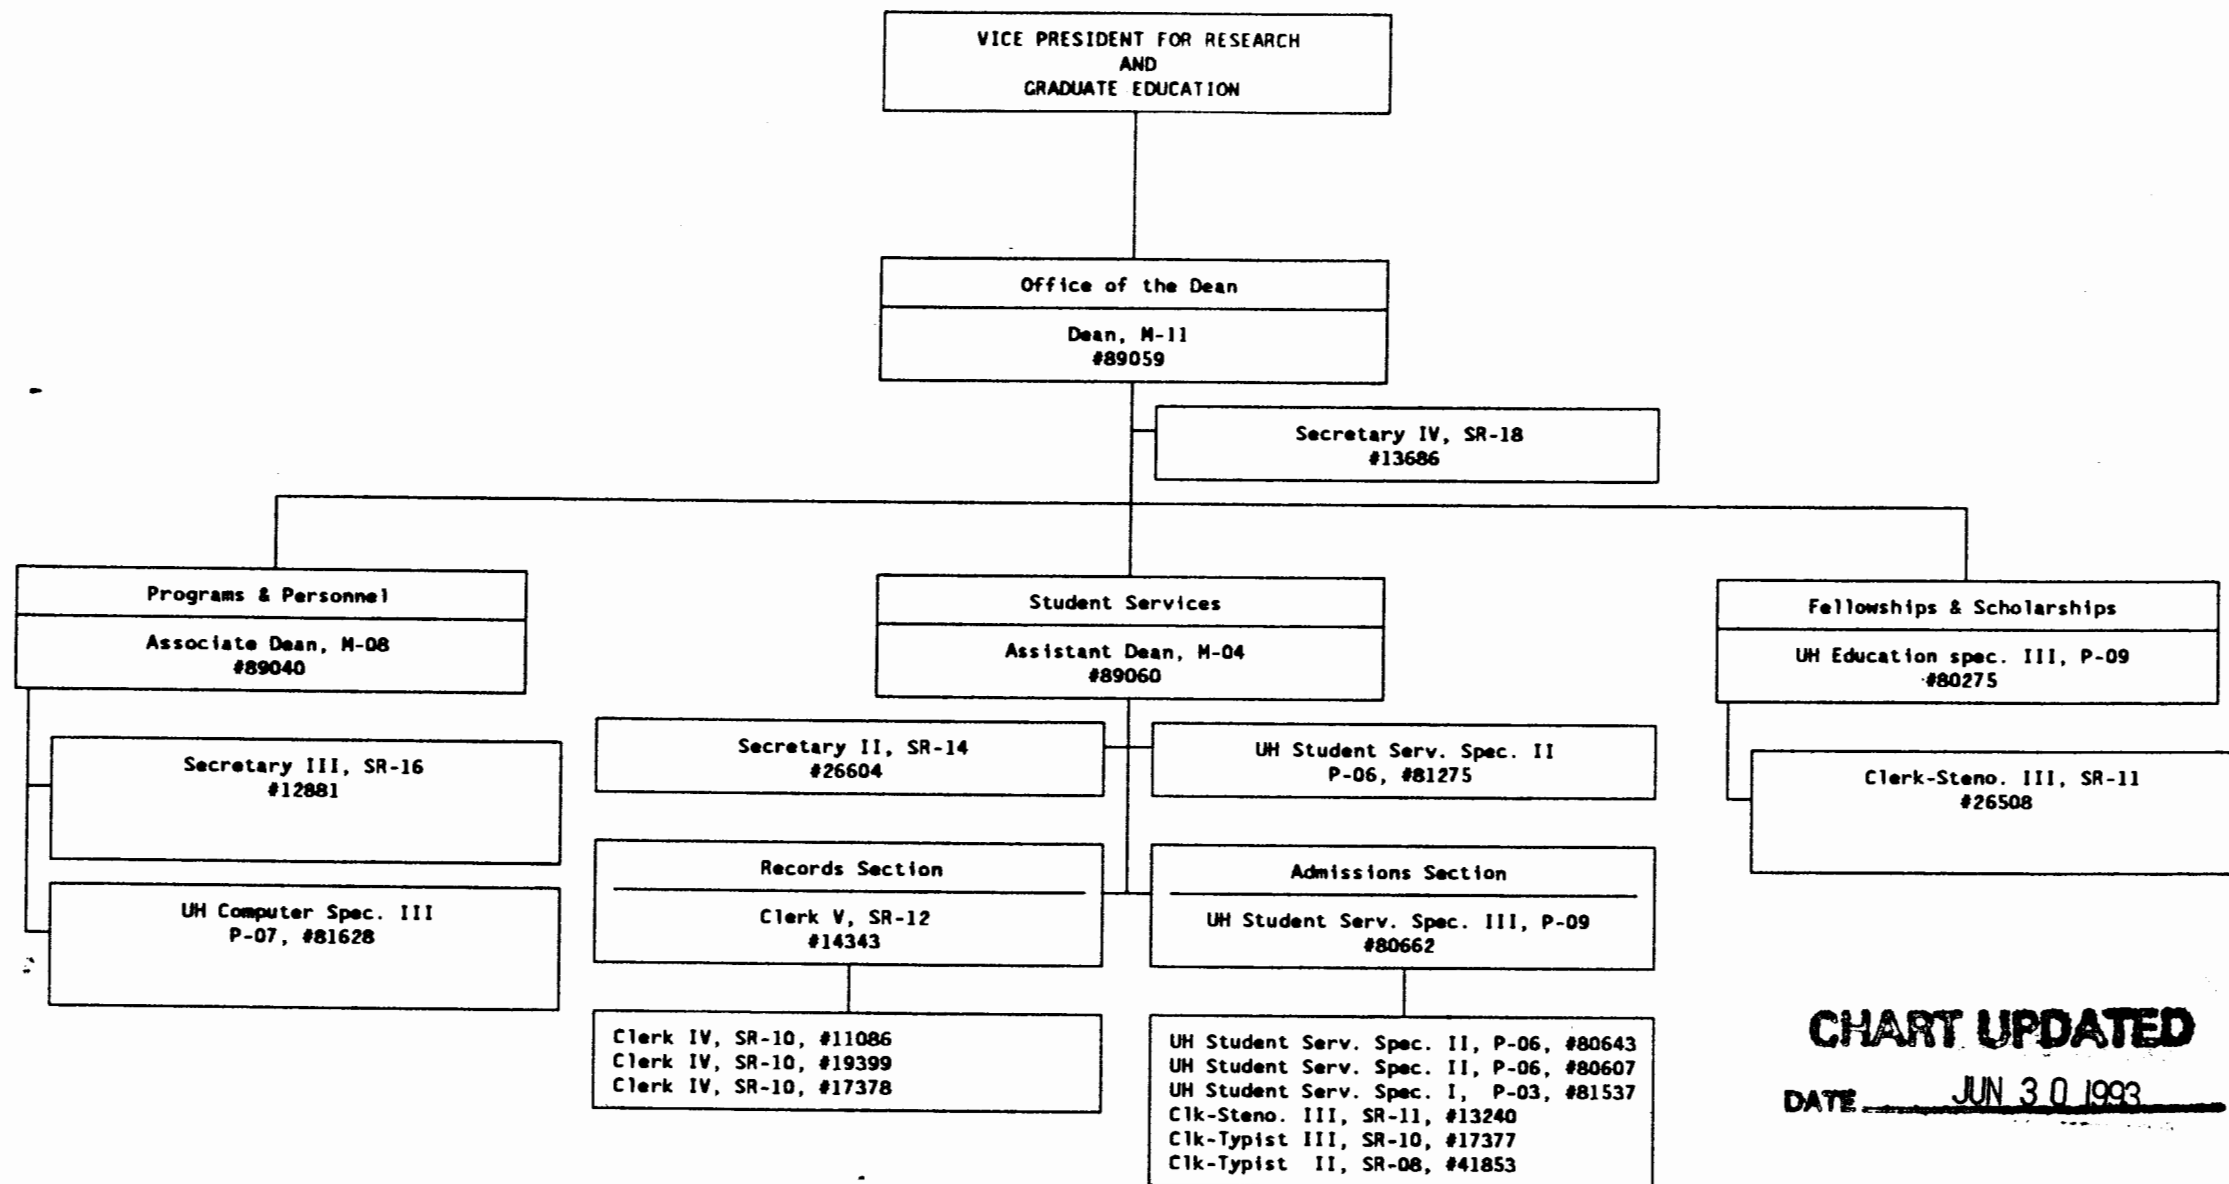 VICE PRESIDENT FOR RESEARCH
AND
GRADUATE EDUCATION
Office of the Dean
Dean, M-11
#89059
Secretary IV, SR-18
#13686
Programs & Personnel
Associate Dean, M-08
#89040
Secretary III, SR-16
#12881
UH Computer Spec. III
P-07, #81628
Student Services
Assistant Dean, M-04
#89060
Secretary II, SR-14
#26604
UH Student Serv. Spec. II
P-06, #81275
Records Section
Clerk V, SR-12
#14343
Clerk IV, SR-10, #11086
Clerk IV, SR-10, #19399
Clerk IV, SR-10, #17378
Admissions Section
UH Student Serv. Spec. III, P-09
#80662
UH Student Serv. Spec. II, P-06, #80643
UH Student Serv. Spec. II, P-06, #80607
UH Student Serv. Spec. I, P-03, #81537
Clk-Steno. III, SR-11, #13240
Clk-Typist III, SR-10, #17377
Clk-Typist II, SR-08, #41853
Fellowships & Scholarships
UH Education spec. III, P-09
#80275
Clerk-Steno. III, SR-11
#26508
CHART UPDATED
DATE JUN 30 1993